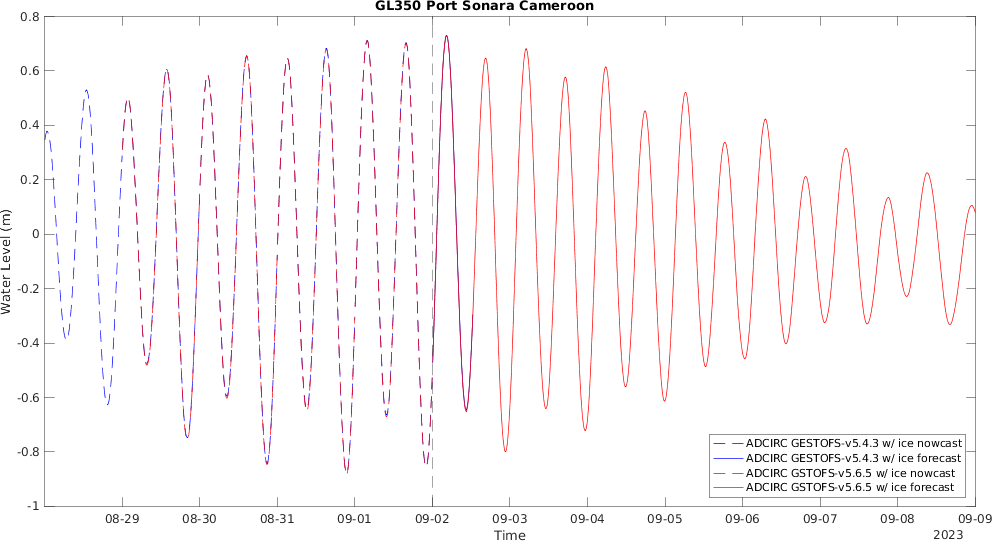 GL350 Port Sonara Cameroon
0.8
0.6
0.4
0.2
0
-0.2
-0.4
-0.6
-0.8
-1
Water Level (m)
ADCIRC GESTOFS-v5.4.3 w/ ice nowcast
ADCIRC GESTOFS-v5.4.3 w/ ice forecast
ADCIRC GSTOFS-v5.6.5 w/ ice nowcast
ADCIRC GSTOFS-v5.6.5 w/ ice forecast
08-29 08-30 08-31 09-01 09-02 09-03 09-04 09-05 09-06 09-07 09-08 09-09
Time
2023